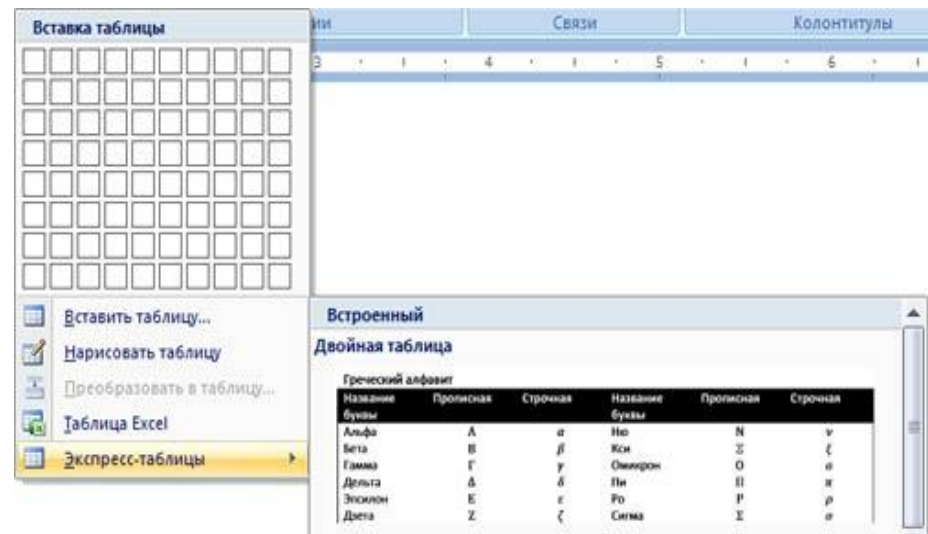 Вставка таблицы
Связи
Колонтитулы
3 4 5 6
Вставить таблицу...
Нарисовать таблицу
Преобразовать в таблицу...
Таблица Excel
Экспресс-таблицы
Встроенный
Двойная таблица
Греческий алфавит
Название буквы Прописная Строчная Название буквы Прописная Строчная
Альфа Α α Ню Ν ν
Бета Β β Кси Ξ ξ
Гамма Γ γ Омикрон Ο ο
Дельта Δ δ Пи Π π
Эпсилон Ε ε Ро Ρ ρ
Дзета Ζ ζ Сигма Σ σ